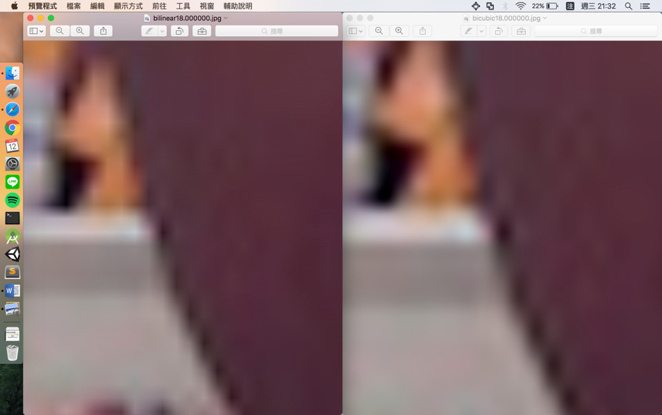 預覽程式 檔案 編輯 顯示方式 前往 工具 視窗 輔助說明 22% 週三 21:32
bilinear18.000000.jpg
bicubic18.000000.jpg
搜尋
搜尋
12
LINE